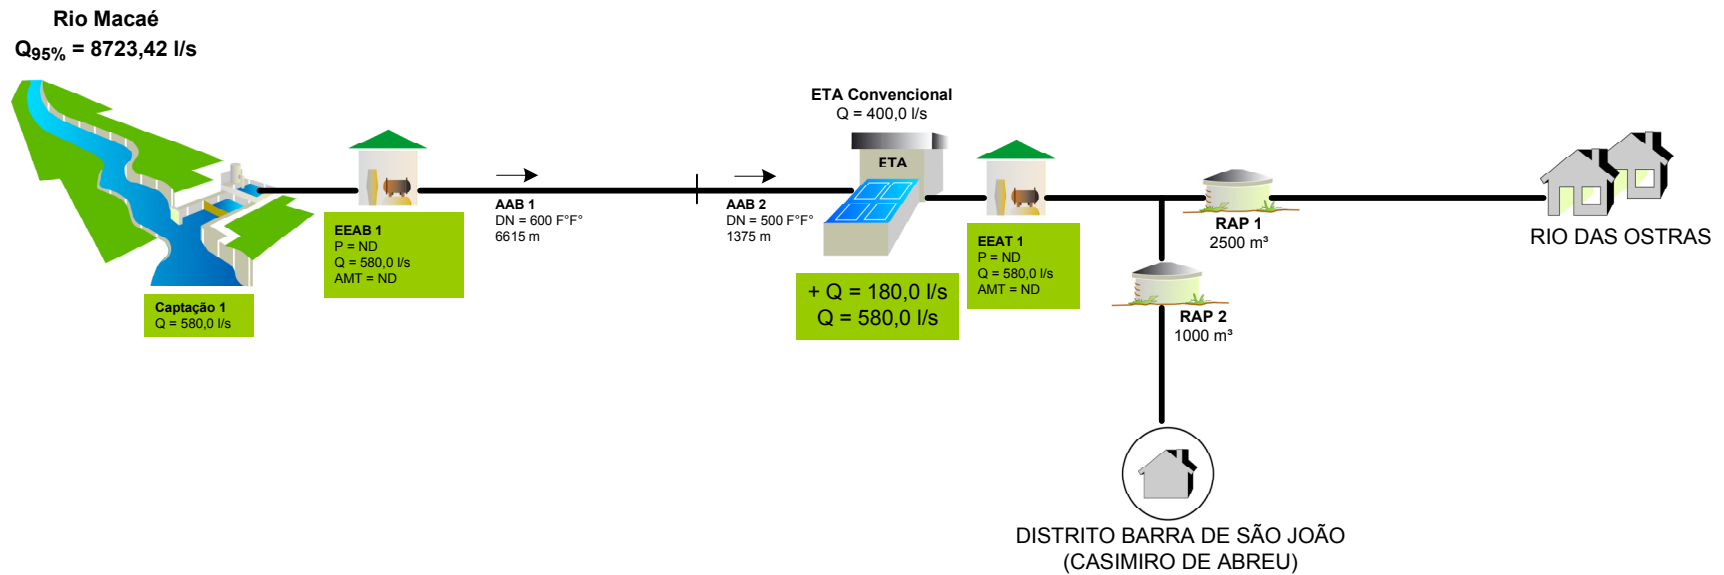 Rio Macaé
Q95% = 8723,42 l/s
Captação 1
Q = 580,0 l/s
EEAB 1
P = ND
Q = 580,0 l/s
AMT = ND
AAB 1
DN = 600 F°F°
6615 m
AAB 2
DN = 500 F°F°
1375 m
ETA Convencional
Q = 400,0 l/s
ETA
+ Q = 180,0 l/s
Q = 580,0 l/s
EEAT 1
P = ND
Q = 580,0 l/s
AMT = ND
RAP 1
2500 m³
RAP 2
1000 m³
RIO DAS OSTRAS
DISTRITO BARRA DE SÃO JOÃO
(CASIMIRO DE ABREU)